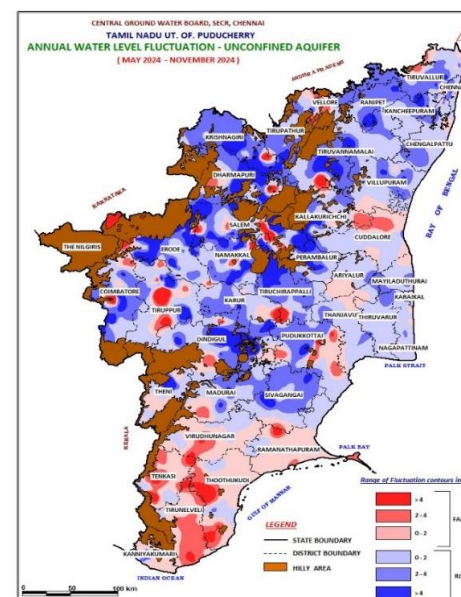 CENTRAL GROUND WATER BOARD, SECR, CHENNAI
TAMIL NADU UT. OF. PUDUCHERRY
ANNUAL WATER LEVEL FLUCTUATION - UNCONFINED AQUIFER
( MAY 2024 - NOVEMBER 2024 )
ANDHRA PRADESH
TIRUVALLUR
CHENN
VELLORE
RANIPET
KANCHEEPURAM
TIRUPATHUR
KRISHNAGIRI
TIRUVANNAMALAI
CHENGALPATTU
DHARMAPURI
VILLUPURAM
KARNATAKA
BAY OF BENGAL
KALLAKURICHCHI
SALEM
CUDDALORE
THE NILGIRIS
ERODE
NAMAKKAL
PERAMBALUR
ARIYALUR
MAYILADUTHURAI
COIMBATORE
TIRUCHIRAPPALLI
KARAIKAL
KARUR
TIRUPPUR
THANJAVU
THIRUVARUR
PUDUKKOTTAI
DINDIGUL
NAGAPATTINAM
PALK STRAIT
THENI
MADURAI
SIVAGANGAI
KERALA
VIRUDHUNAGAR
PALK BAY
RAMANATHAPURAM
TENKASI
THOOTHUKUDI
GULF OF MANNAR
TIRUNELVELI
KANNIYAKUMARI
INDIAN OCEAN
0 50 100 km
LEGEND
STATE BOUNDARY
DISTRICT BOUNDARY
HILLY AREA
Range of Fluctuation contours in
>4
2 - 4
FA
0 - 2
0 - 2
2 - 4
R
>4